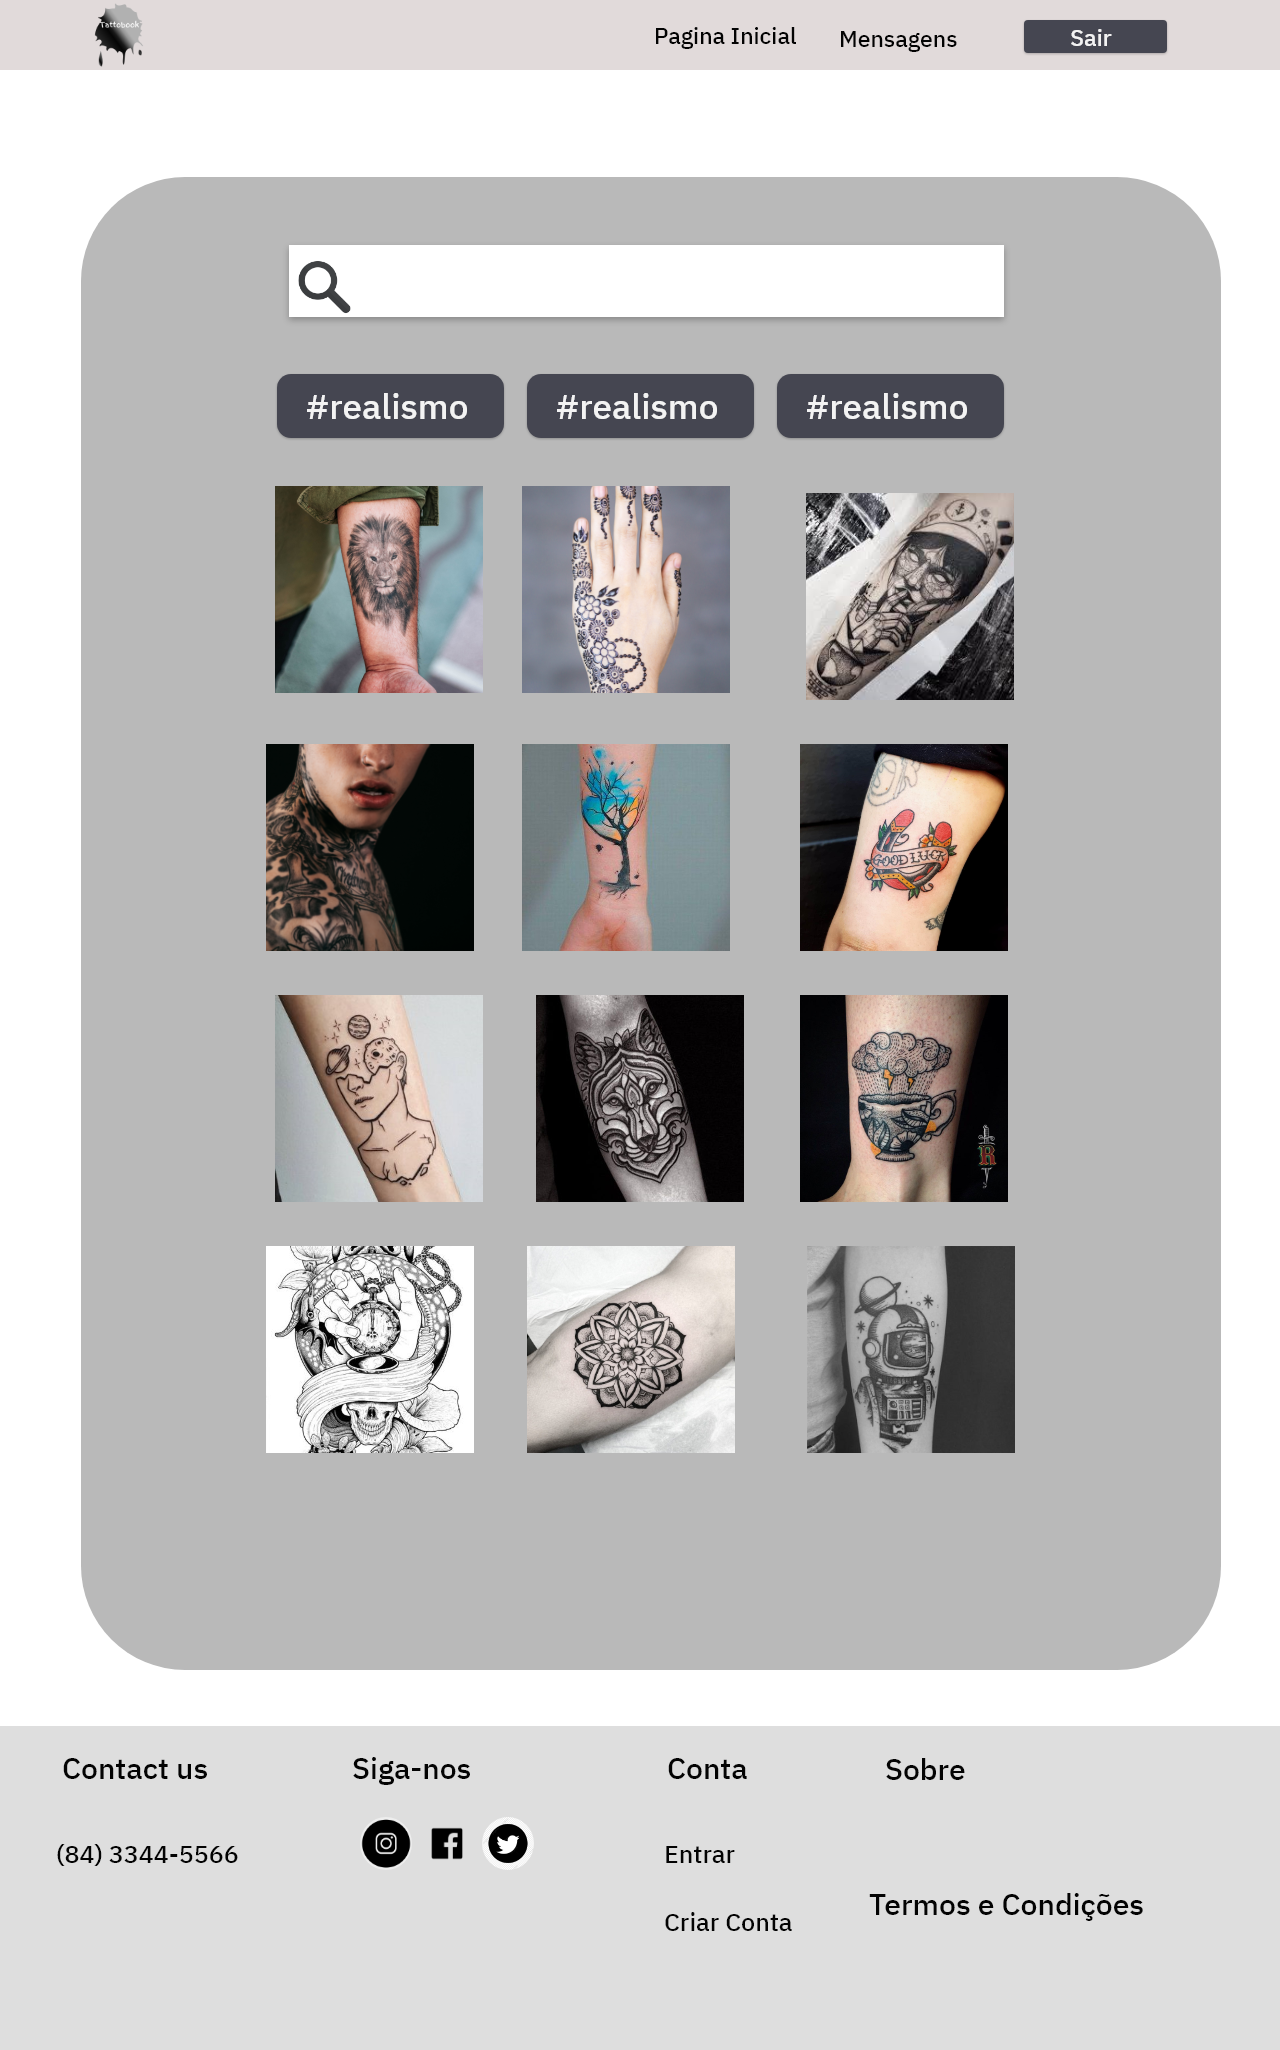 Tattobook
Pagina Inicial
Mensagens
Sair
#realismo
#realismo
#realismo
GOOD LUCK
R
Contact us
Siga-nos
Conta
Sobre
(84) 3344-5566
Entrar
Termos e Condições
Criar Conta